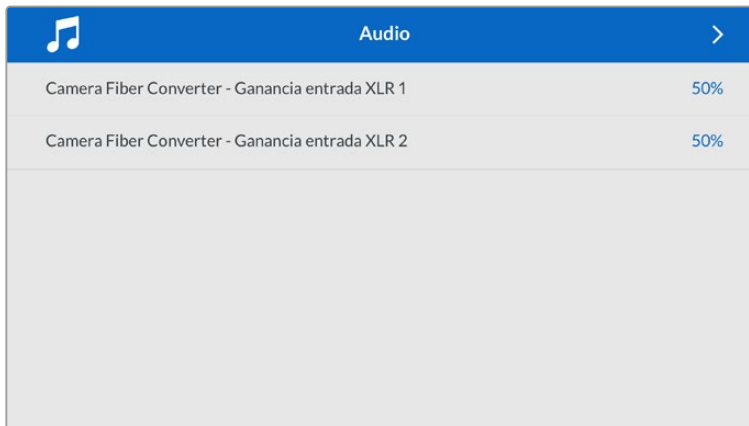 Audio
Camera Fiber Converter - Ganancia entrada XLR 1 50%
Camera Fiber Converter - Ganancia entrada XLR 2 50%